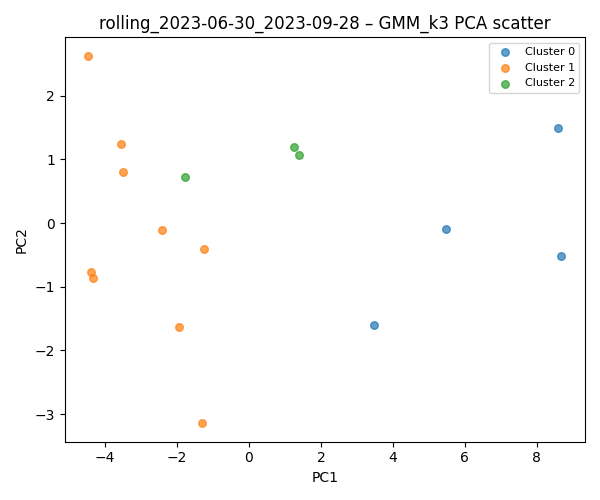 rolling_2023-06-30_2023-09-28 – GMM_k3 PCA scatter
Cluster 0
Cluster 1
Cluster 2
PC2
2
1
0
−1
−2
−3
−4 −2 0 2 4 6 8
PC1